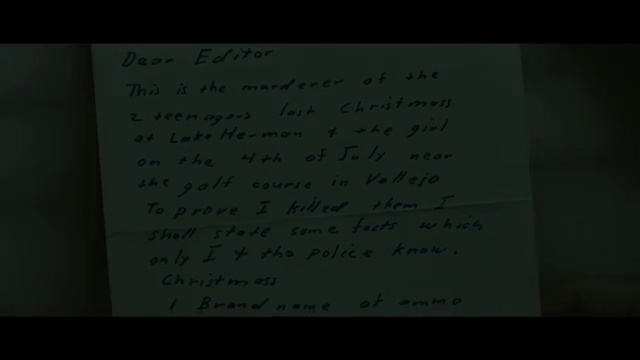 Dear Editor
This is the murderer of the
2 teenagers last Christmass
at Lake Herman & the girl
on the 4th of July near
the golf course in Vallejo
To prove I killed them I
shall state some facts which
only I & the police know.
Christmass
1 Brand name of ammo